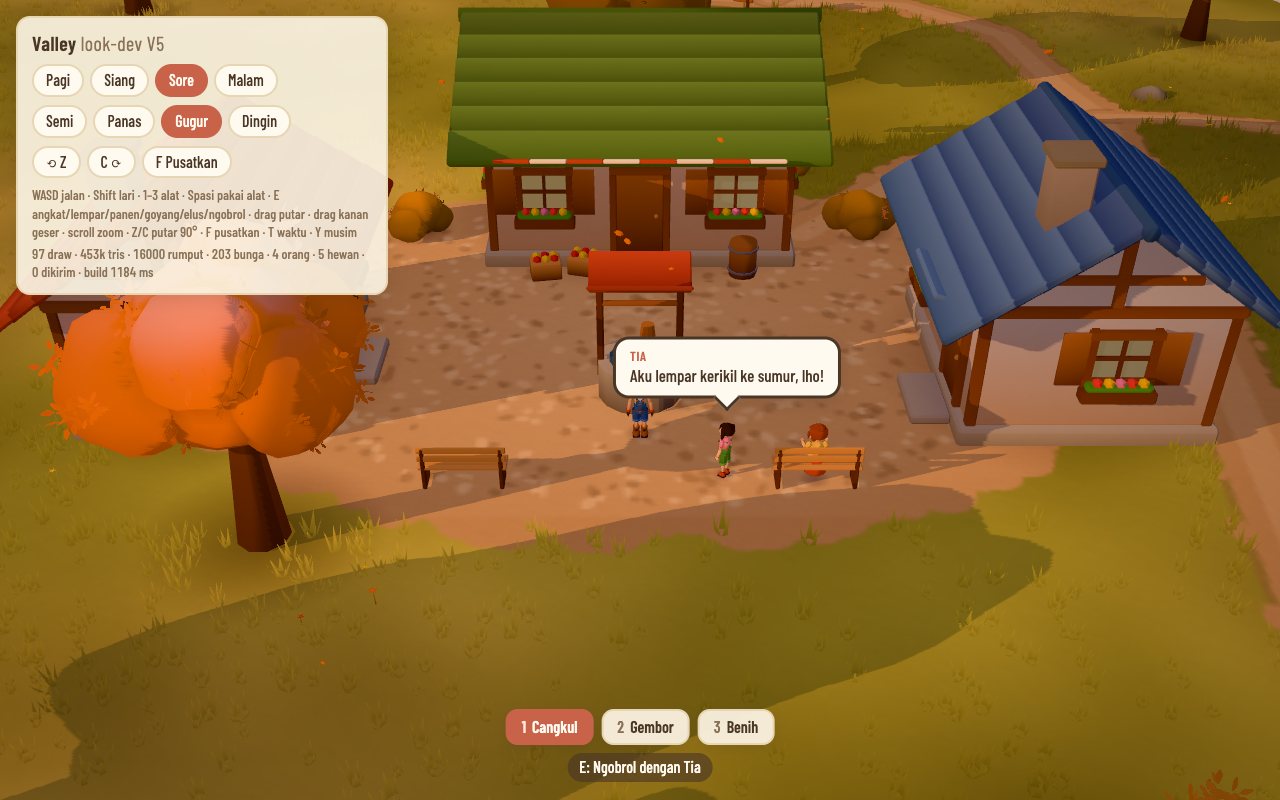 Valley look-dev V5
Pagi Siang Sore Malam
Semi Panas Gugur Dingin
⟲ Z C ⟳ F Pusatkan
WASD jalan · Shift lari · 1–3 alat · Spasi pakai alat · E
angkat/lempar/panen/goyang/elus/ngobrol · drag putar · drag kanan
geser · scroll zoom · Z/C putar 90° · F pusatkan · T waktu · Y musim
97 draw · 453k tris · 16000 rumput · 203 bunga · 4 orang · 5 hewan ·
0 dikirim · build 1184 ms
TIA
Aku lempar kerikil ke sumur, lho!
1 Cangkul 2 Gembor 3 Benih
E: Ngobrol dengan Tia